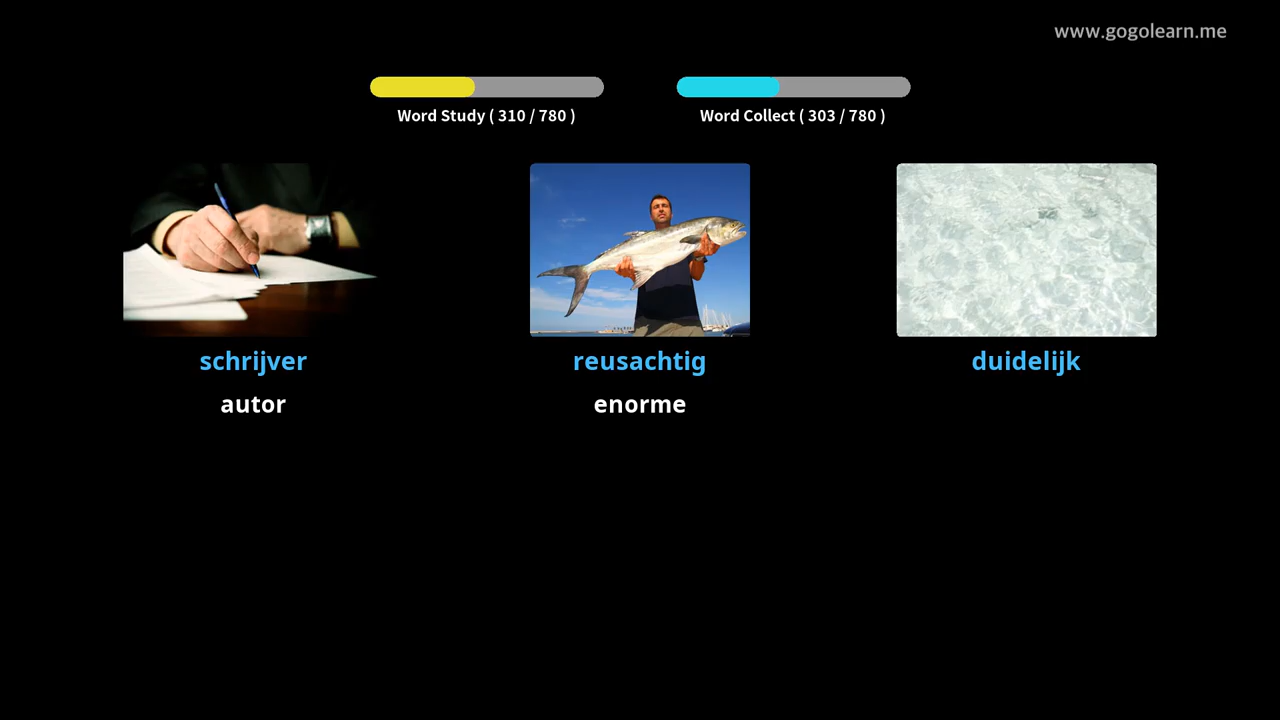 www.gogolearn.me
Word Study ( 310 / 780 )
Word Collect ( 303 / 780 )
schrijver
reusachtig
duidelijk
autor
enorme